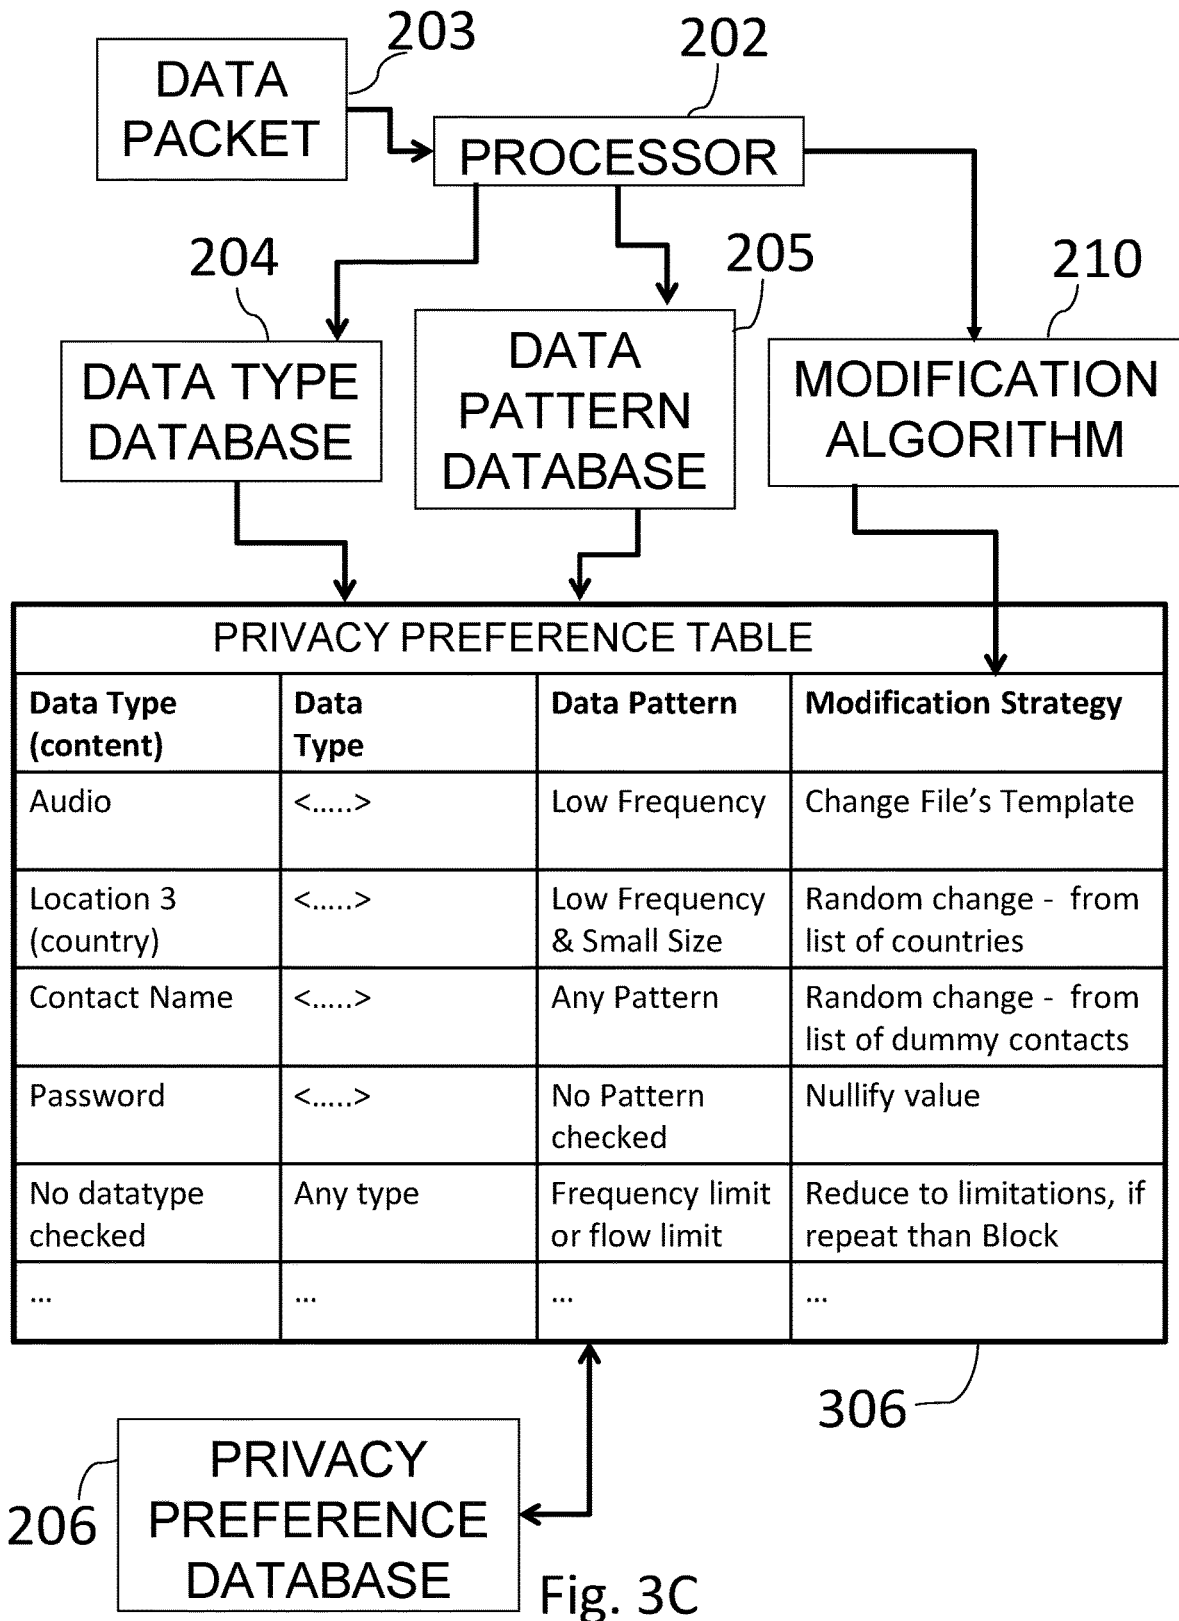 203
202
DATA
PACKET
PROCESSOR
204
205
210
DATA TYPE
DATABASE
DATA
PATTERN
DATABASE
MODIFICATION
ALGORITHM
PRIVACY PREFERENCE TABLE
Data Type
(content)
Data
Type
Data Pattern
Modification Strategy
Audio
<.....>
Low Frequency
Change File’s Template
Location 3
(country)
<.....>
Low Frequency
& Small Size
Random change - from
list of countries
Contact Name
<.....>
Any Pattern
Random change - from
list of dummy contacts
Password
<.....>
No Pattern
checked
Nullify value
No datatype
checked
Any type
Frequency limit
or flow limit
Reduce to limitations, if
repeat than Block
...
...
...
...
306
206
PRIVACY
PREFERENCE
DATABASE
Fig. 3C